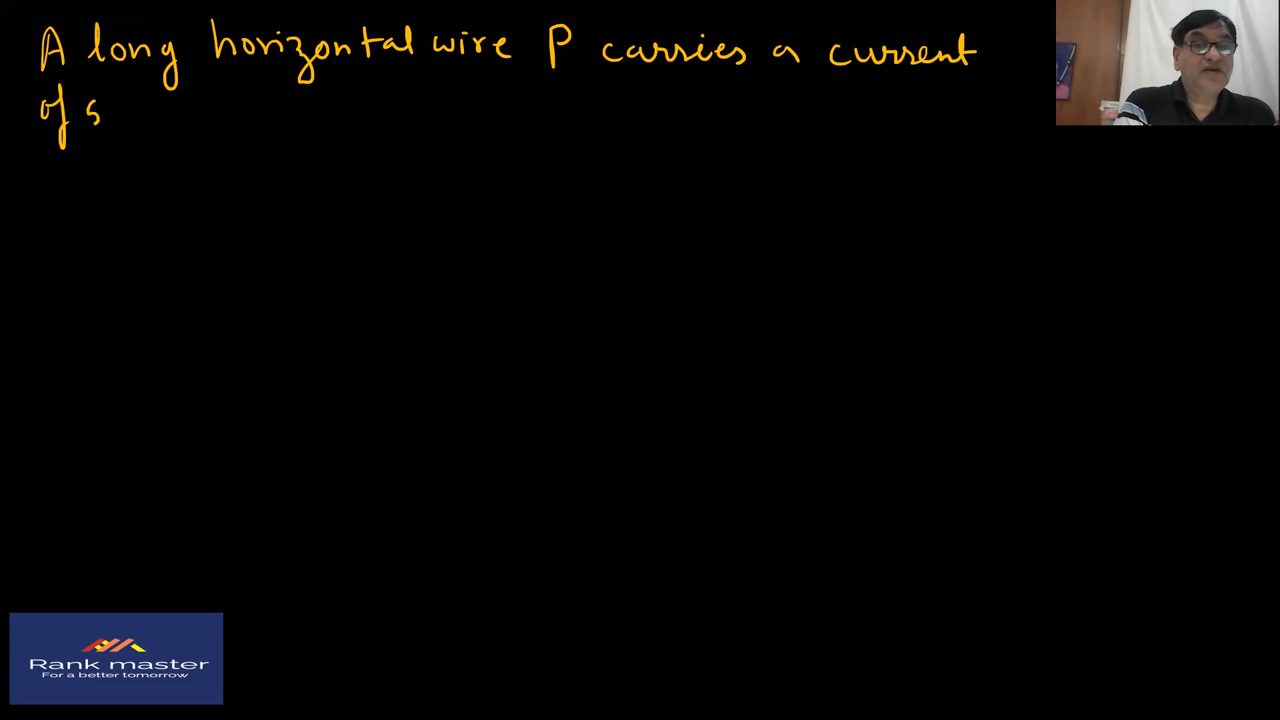 A long horizontal wire P carries a current
of 5
Rank master
For a better tomorrow